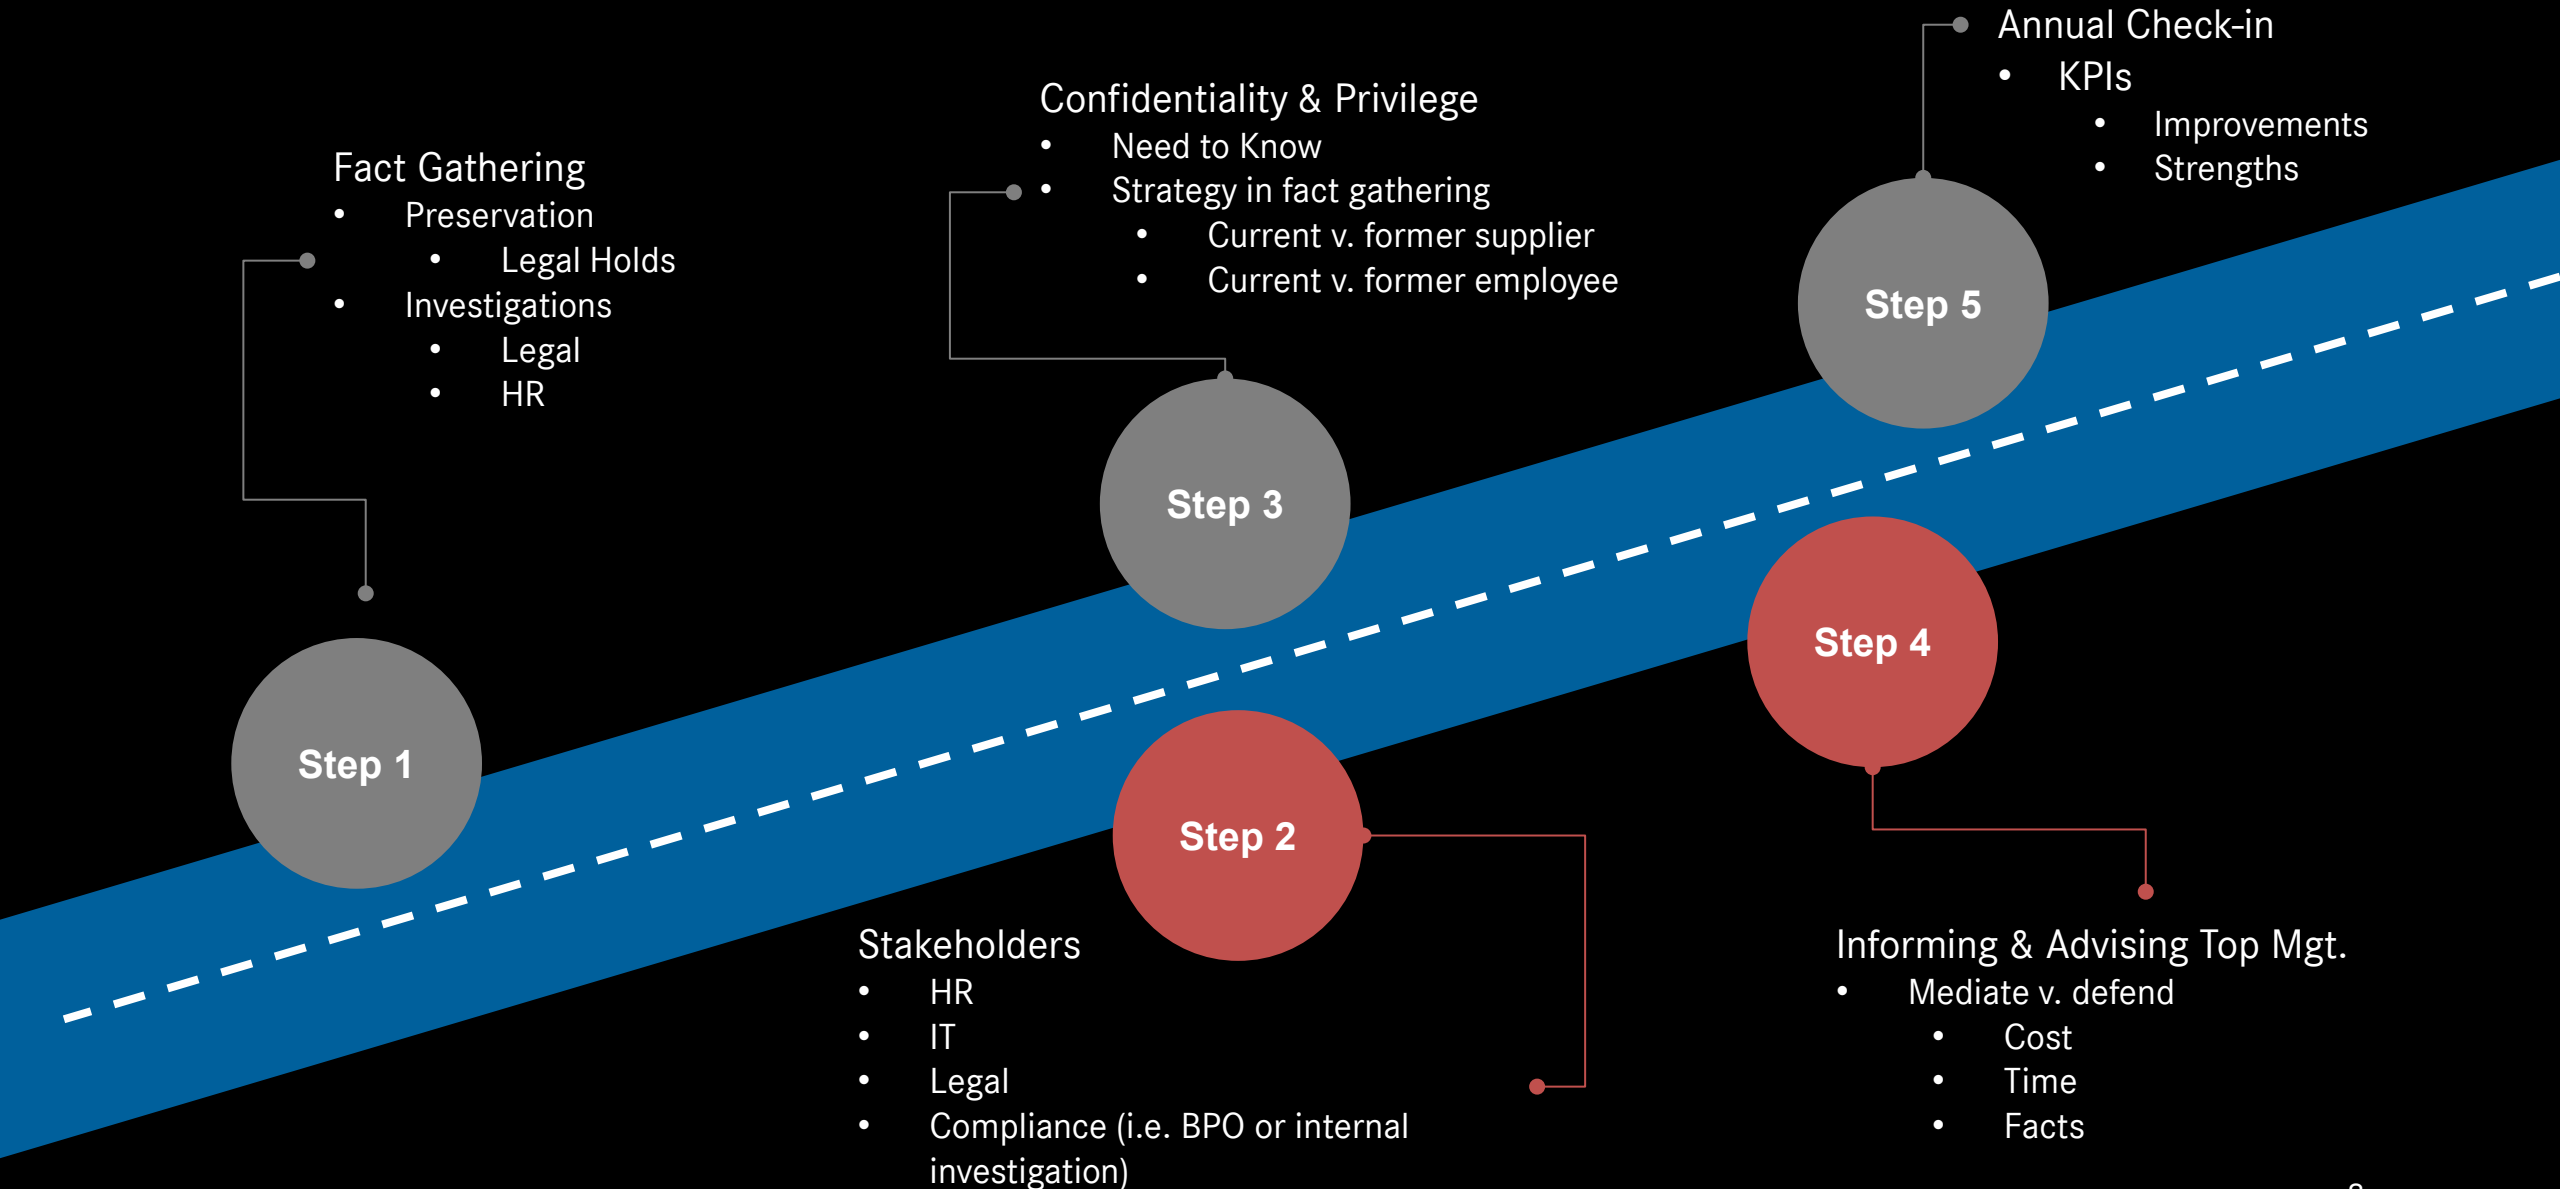 Fact Gathering
• Preservation
• Legal Holds
• Investigations
• Legal
• HR
Step 1
Stakeholders
• HR
• IT
• Legal
• Compliance (i.e. BPO or internal
investigation)
Step 2
Confidentiality & Privilege
• Need to Know
• Strategy in fact gathering
• Current v. former supplier
• Current v. former employee
Step 3
Informing & Advising Top Mgt.
• Mediate v. defend
• Cost
• Time
• Facts
Step 4
Annual Check-in
• KPIs
• Improvements
• Strengths
Step 5